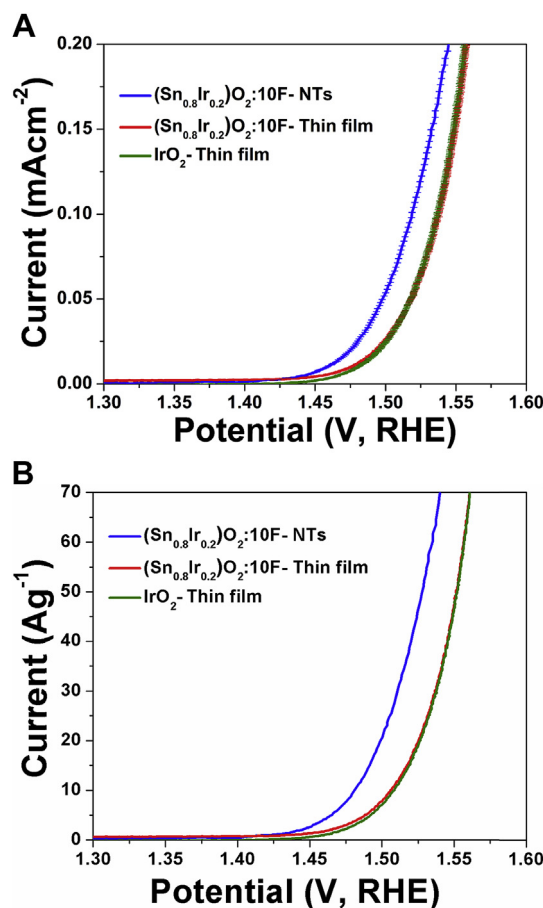 A
0.20
0.15
0.10
0.05
0.00
Current (mAcm⁻²)
(Sn₀.₈Ir₀.₂)O₂:10F- NTs
(Sn₀.₈Ir₀.₂)O₂:10F- Thin film
IrO₂- Thin film
1.30 1.35 1.40 1.45 1.50 1.55 1.60
Potential (V, RHE)
B
70
60
50
40
30
20
10
0
Current (Ag⁻¹)
(Sn₀.₈Ir₀.₂)O₂:10F- NTs
(Sn₀.₈Ir₀.₂)O₂:10F- Thin film
IrO₂- Thin film
1.30 1.35 1.40 1.45 1.50 1.55 1.60
Potential (V, RHE)